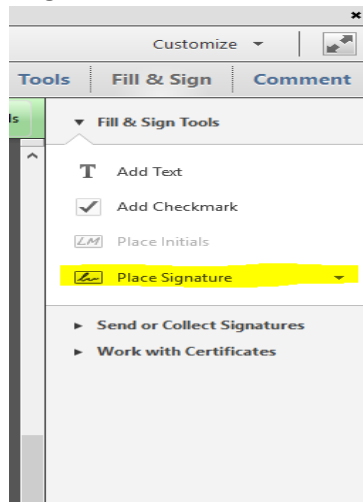 Customize
Tools Fill & Sign Comment
ls Fill & Sign Tools
T Add Text
Add Checkmark
LM Place Initials
Place Signature
Send or Collect Signatures
Work with Certificates